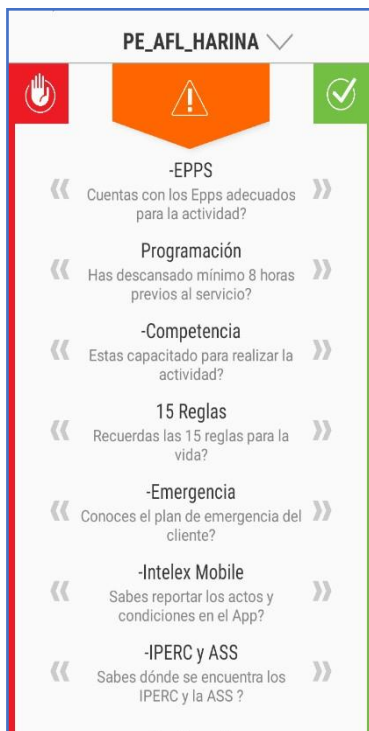 PE_AFL_HARINA
-EPPS
Cuentas con los Epps adecuados
para la actividad?
Programación
Has descansado mínimo 8 horas
previos al servicio?
-Competencia
Estas capacitado para realizar la
actividad?
15 Reglas
Recuerdas las 15 reglas para la
vida?
-Emergencia
Conoces el plan de emergencia del
cliente?
-Intelex Mobile
Sabes reportar los actos y
condiciones en el App?
-IPERC y ASS
Sabes dónde se encuentra los
IPERC y la ASS ?